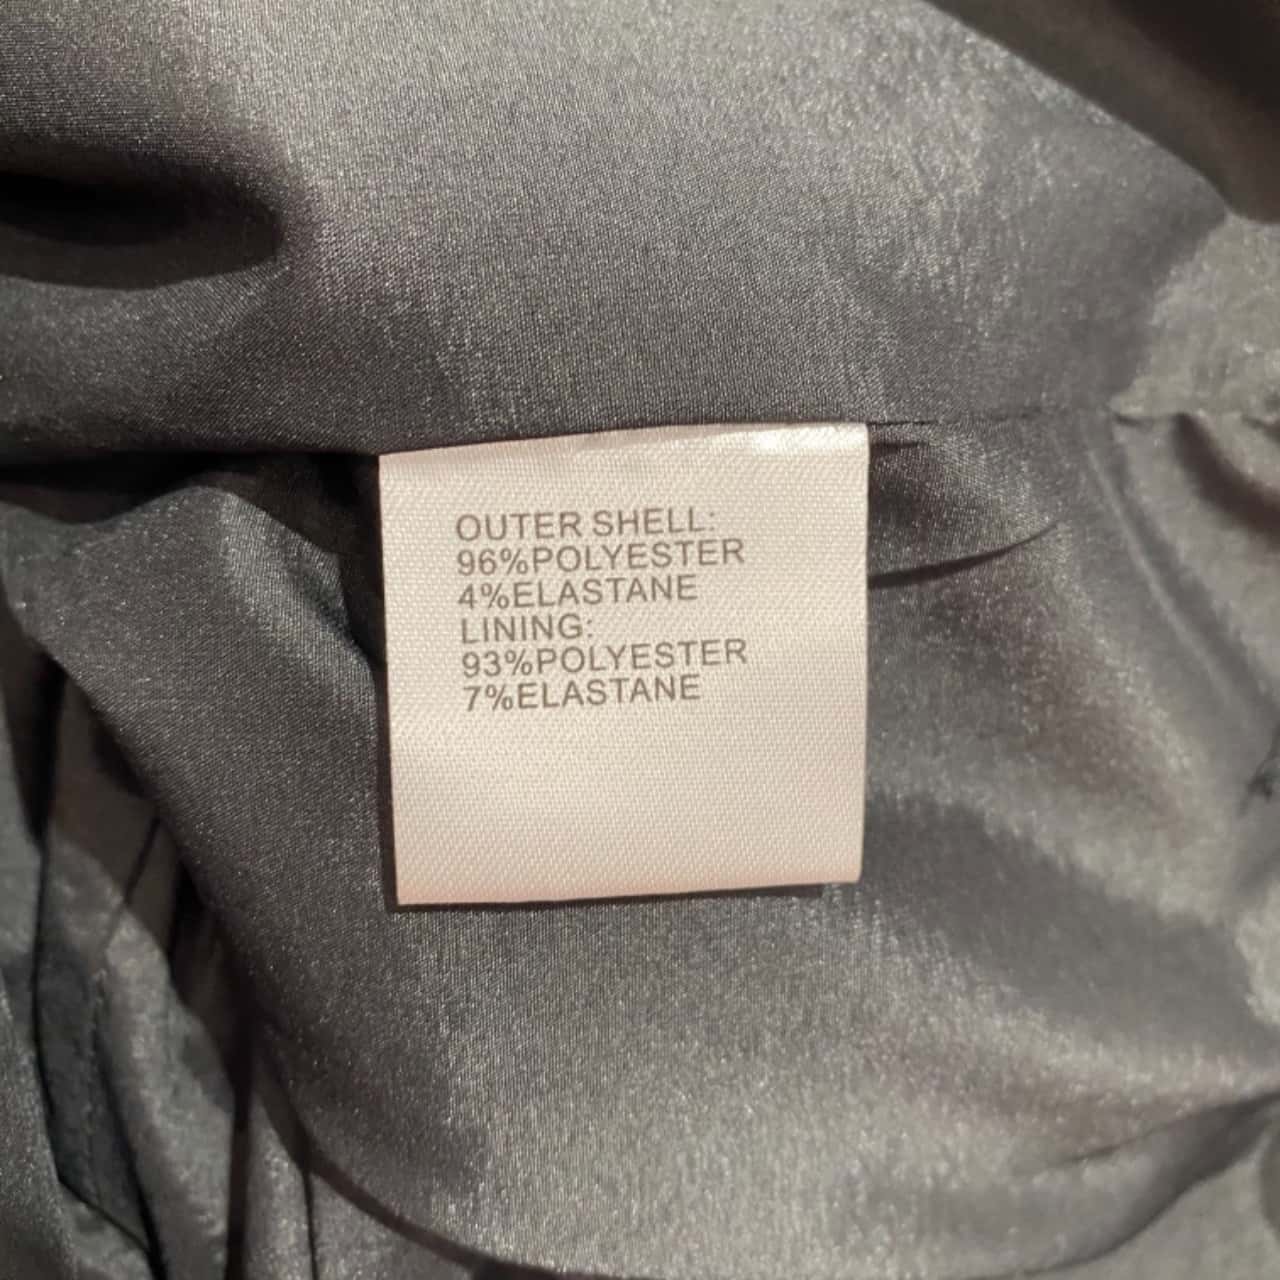 OUTER SHELL:
96%POLYESTER
4%ELASTANE
LINING:
93%POLYESTER
7%ELASTANE